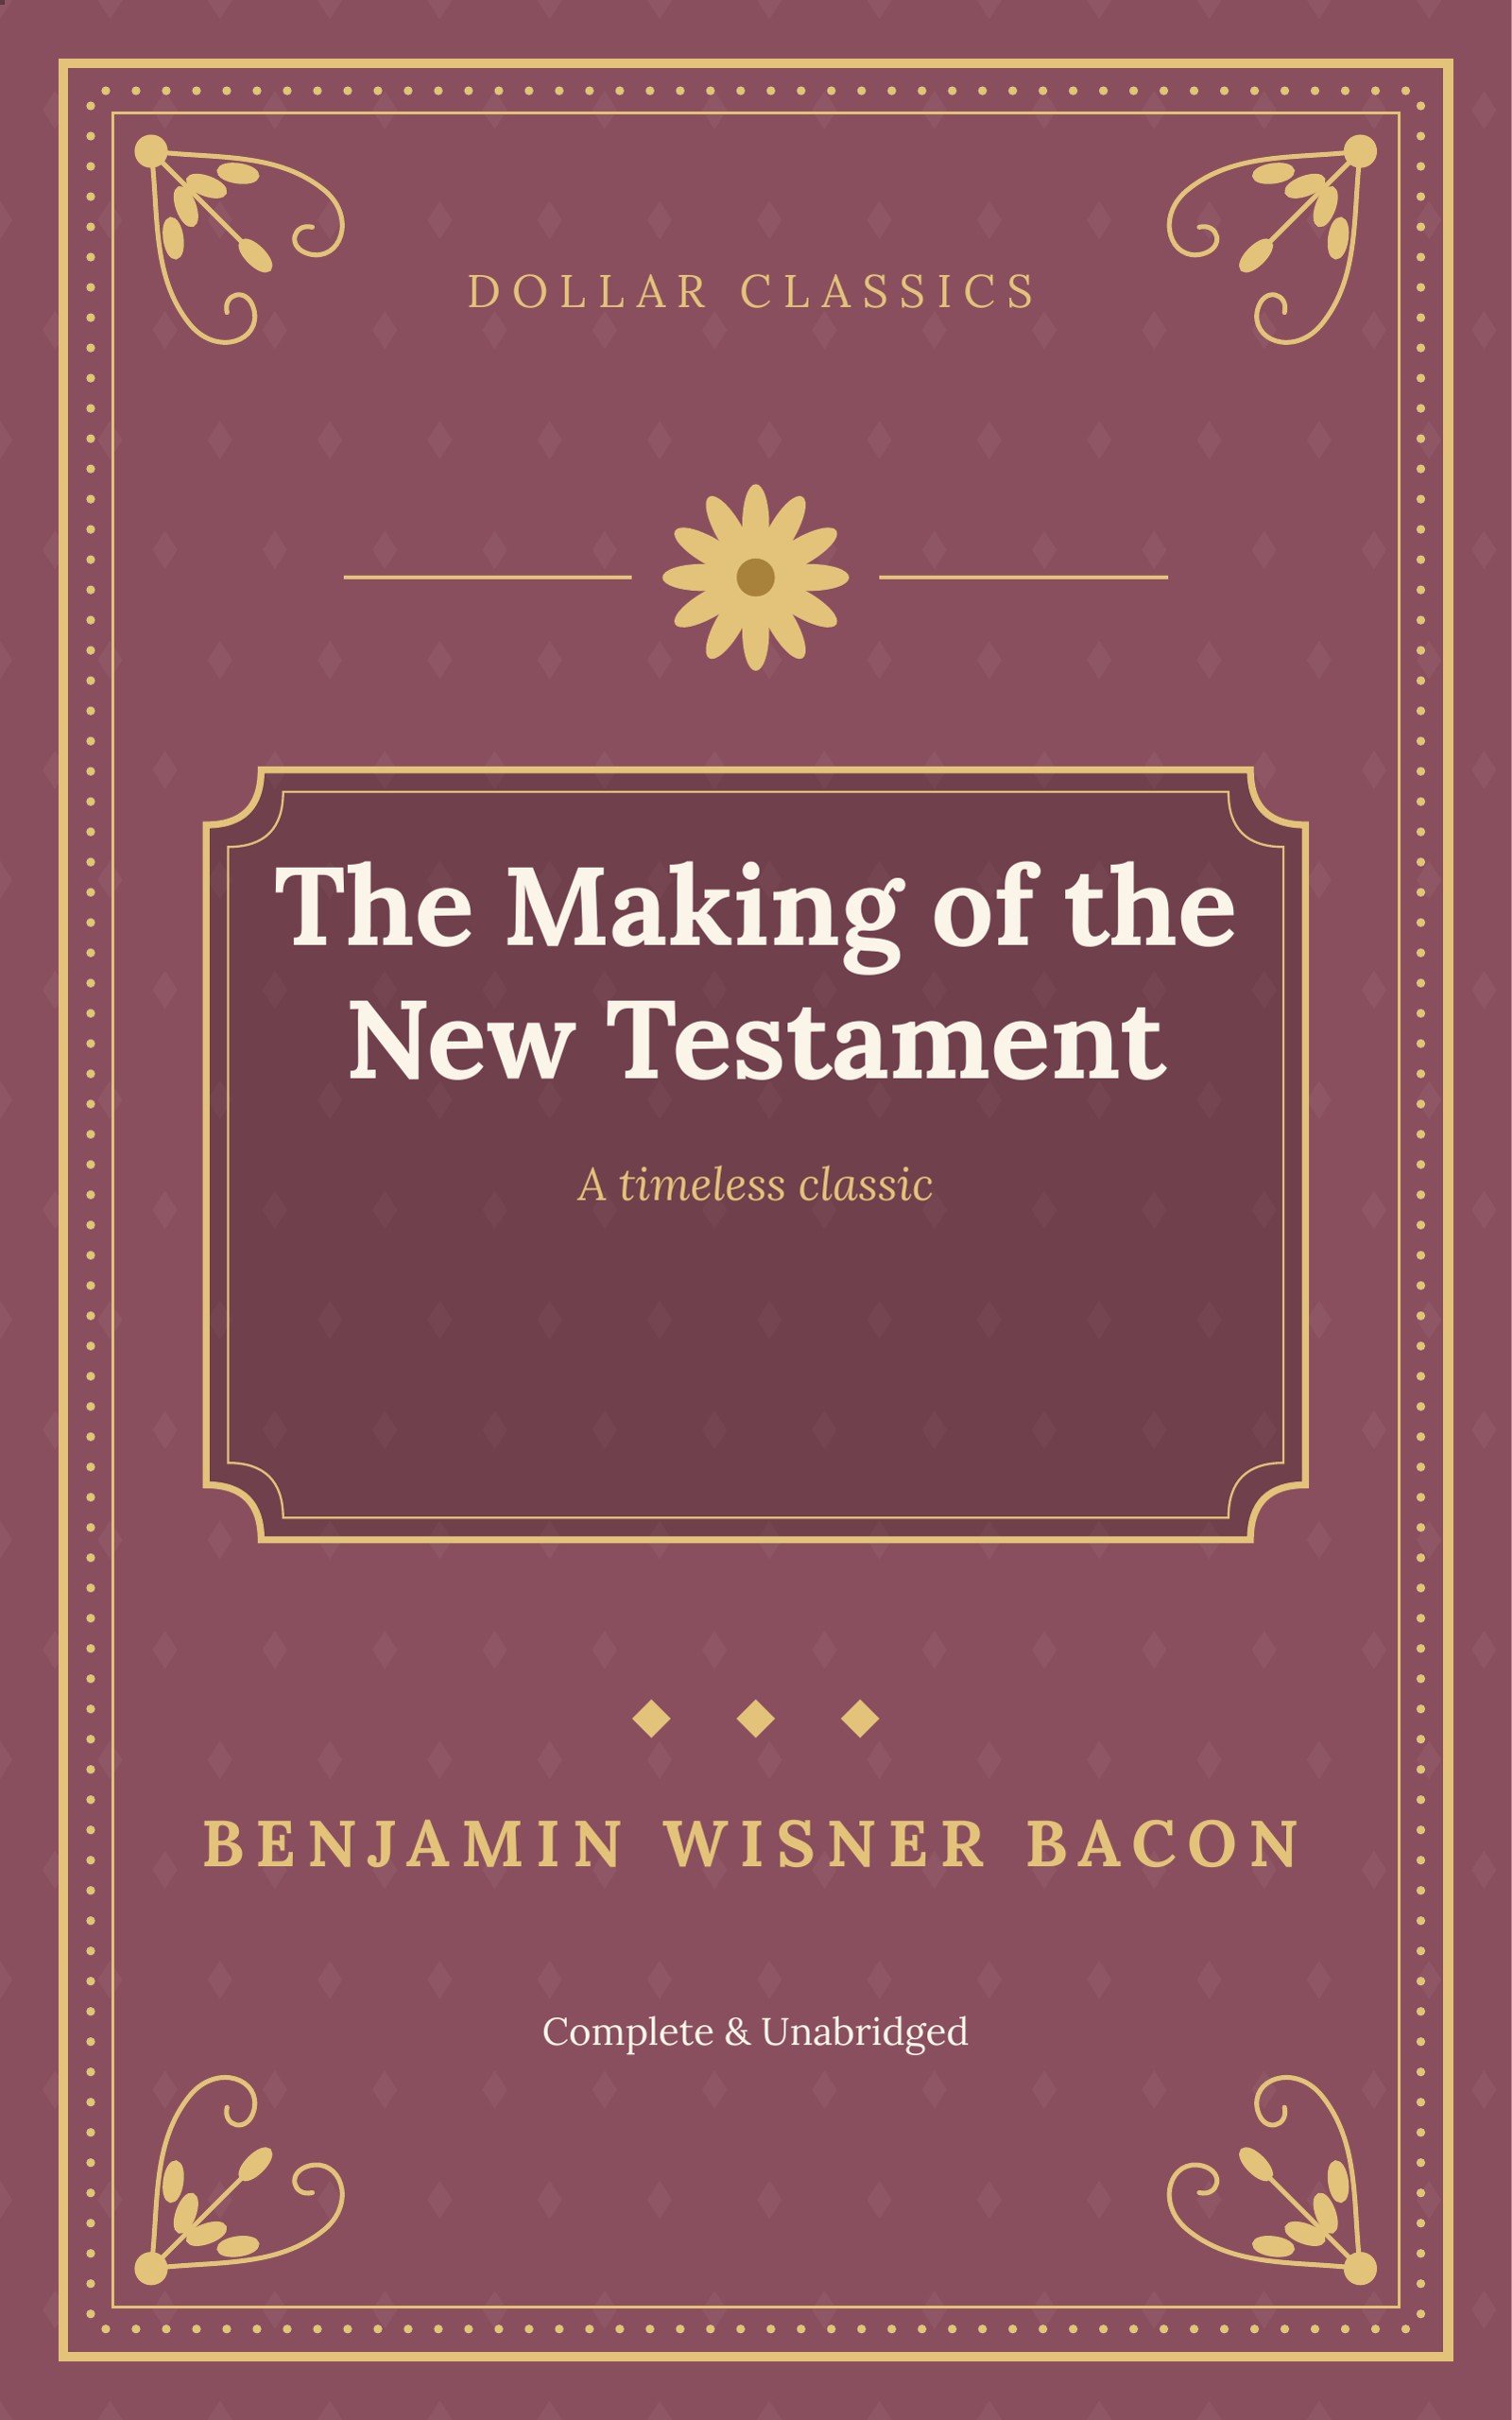 DOLLAR CLASSICS
The Making of the
New Testament
A timeless classic
BENJAMIN WISNER BACON
Complete & Unabridged